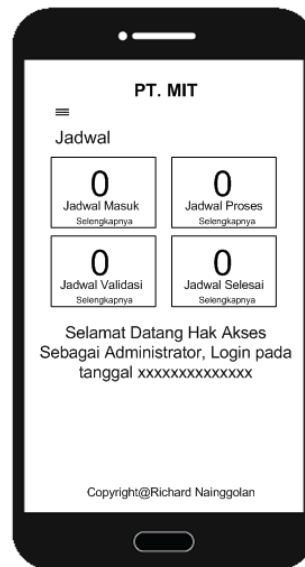 PT. MIT
Jadwal
0
Jadwal Masuk
Selengkapnya
0
Jadwal Proses
Selengkapnya
0
Jadwal Validasi
Selengkapnya
0
Jadwal Selesai
Selengkapnya
Selamat Datang Hak Akses
Sebagai Administrator, Login pada
tanggal xxxxxxxxxxxxxx
Copyright@Richard Nainggolan